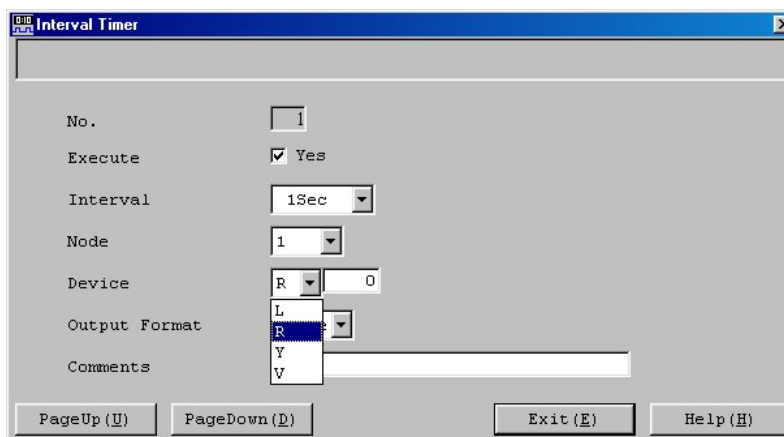 Interval Timer
No. 1
Execute Yes
Interval 1Sec
Node 1
Device R 0
L
R
Output Format
Y
V
Comments
PageUp(U) PageDown(D) Exit(E) Help(H)